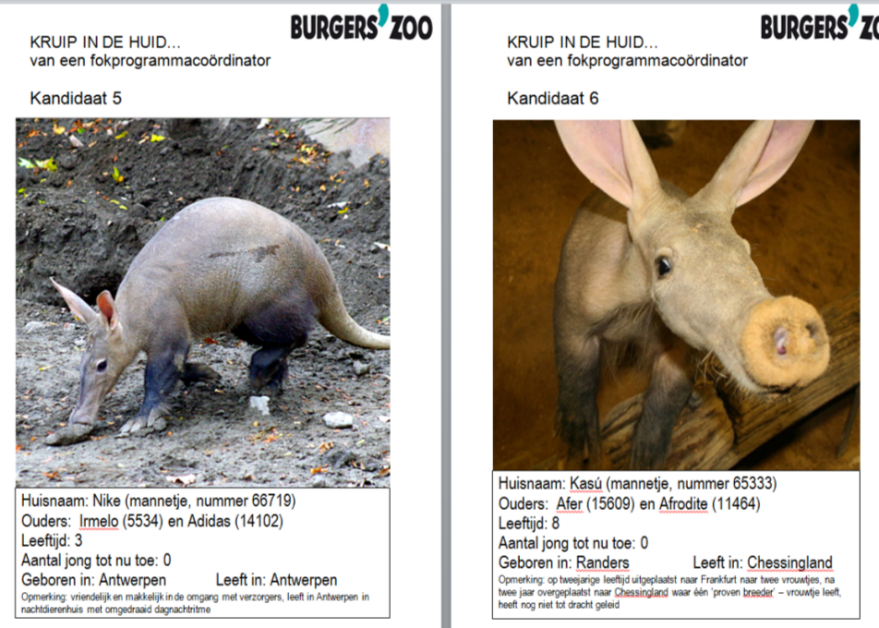 BURGERS' ZOO
KRUIP IN DE HUID…
van een fokprogrammacoördinator
Kandidaat 5
Huisnaam: Nike (mannetje, nummer 66719)
Ouders: Irmelo (5534) en Adidas (14102)
Leeftijd: 3
Aantal jong tot nu toe: 0
Geboren in: Antwerpen Leeft in: Antwerpen
Opmerking: vriendelijk en makkelijk in de omgang met verzorgers, leeft in Antwerpen in
nachtdierenhuis met omgedraaid dagnachtritme
BURGERS' ZO
KRUIP IN DE HUID…
van een fokprogrammacoördinator
Kandidaat 6
Huisnaam: Kasú (mannetje, nummer 65333)
Ouders: Afer (15609) en Afrodite (11464)
Leeftijd: 8
Aantal jong tot nu toe: 0
Geboren in: Randers Leeft in: Chessingland
Opmerking: op tweejarige leeftijd uitgeplaatst naar Frankfurt naar twee vrouwtjes, na
twee jaar overgeplaatst naar Chessingland waar één 'proven breeder' – vrouwtje leeft,
heeft nog niet tot dracht geleid